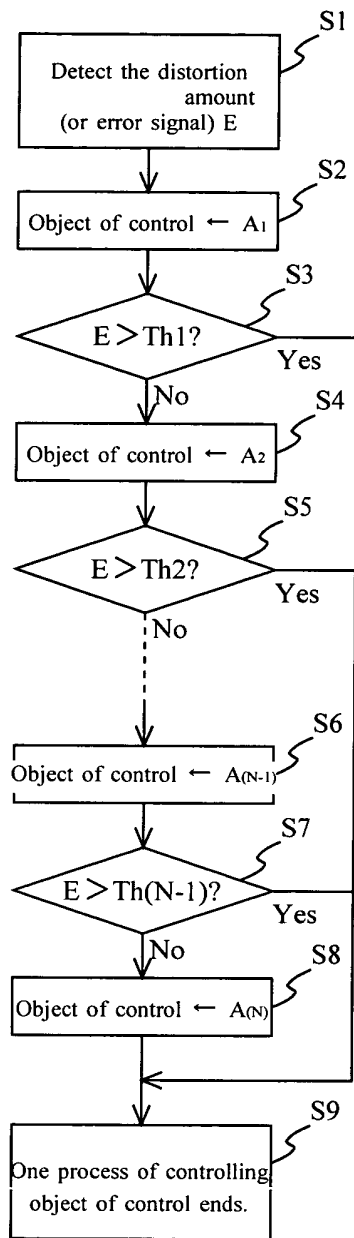 S1
Detect the distortion
amount
(or error signal) E
S2
Object of control ← A1
S3
E>Th1?
Yes
No
S4
Object of control ← A2
S5
E>Th2?
Yes
No
S6
Object of control ← A(N-1)
S7
E>Th(N-1)?
Yes
No
S8
Object of control ← A(N)
S9
One process of controlling
object of control ends.